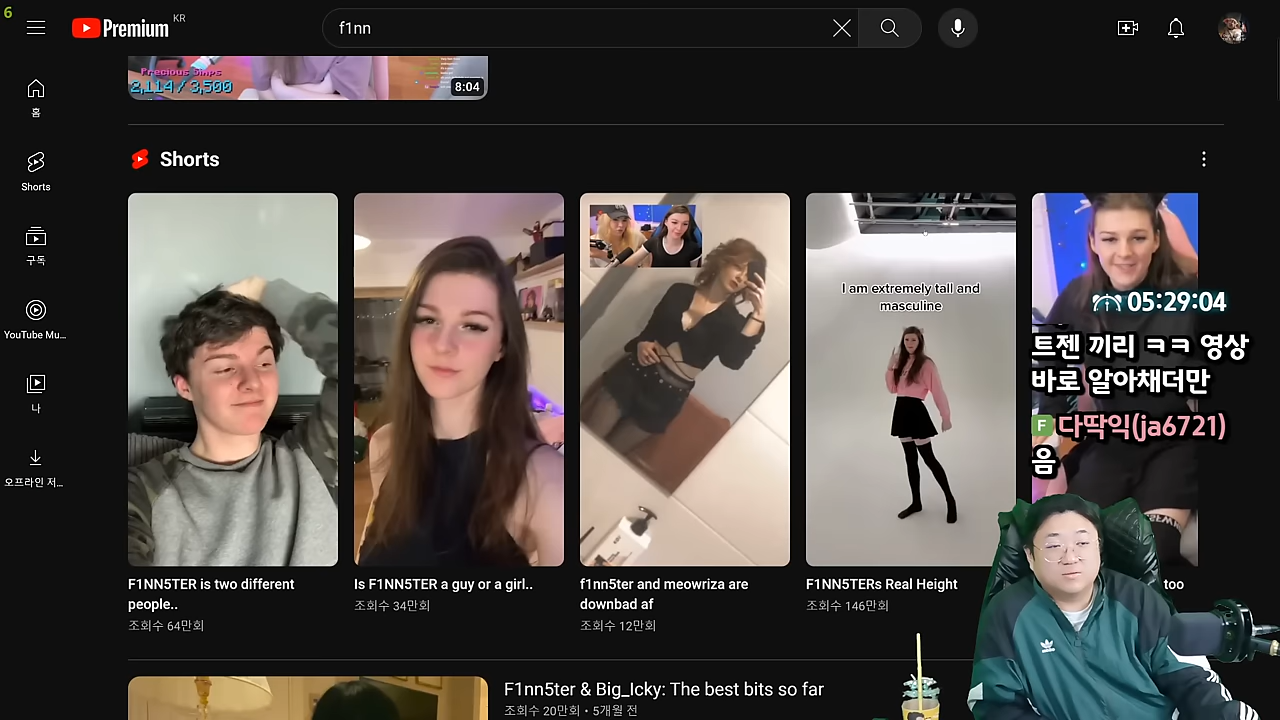 6
Premium KR
f1nn
Precious Simps
2,114 / 3,500
8:04
홈
Shorts
Shorts
구독
YouTube Mu...
나
오프라인 저...
I am extremely tall and
masculine
05:29:04
트젠 끼리 ㅋㅋ 영상
바로 알아채더만
F 다딱익(ja6721)
음
F1NN5TER is two different
people..
조회수 64만회
Is F1NN5TER a guy or a girl..
조회수 34만회
f1nn5ter and meowriza are
downbad af
조회수 12만회
F1NN5TERs Real Height
조회수 146만회
too
F1nn5ter & Big_Icky: The best bits so far
조회수 20만회 • 5개월 전